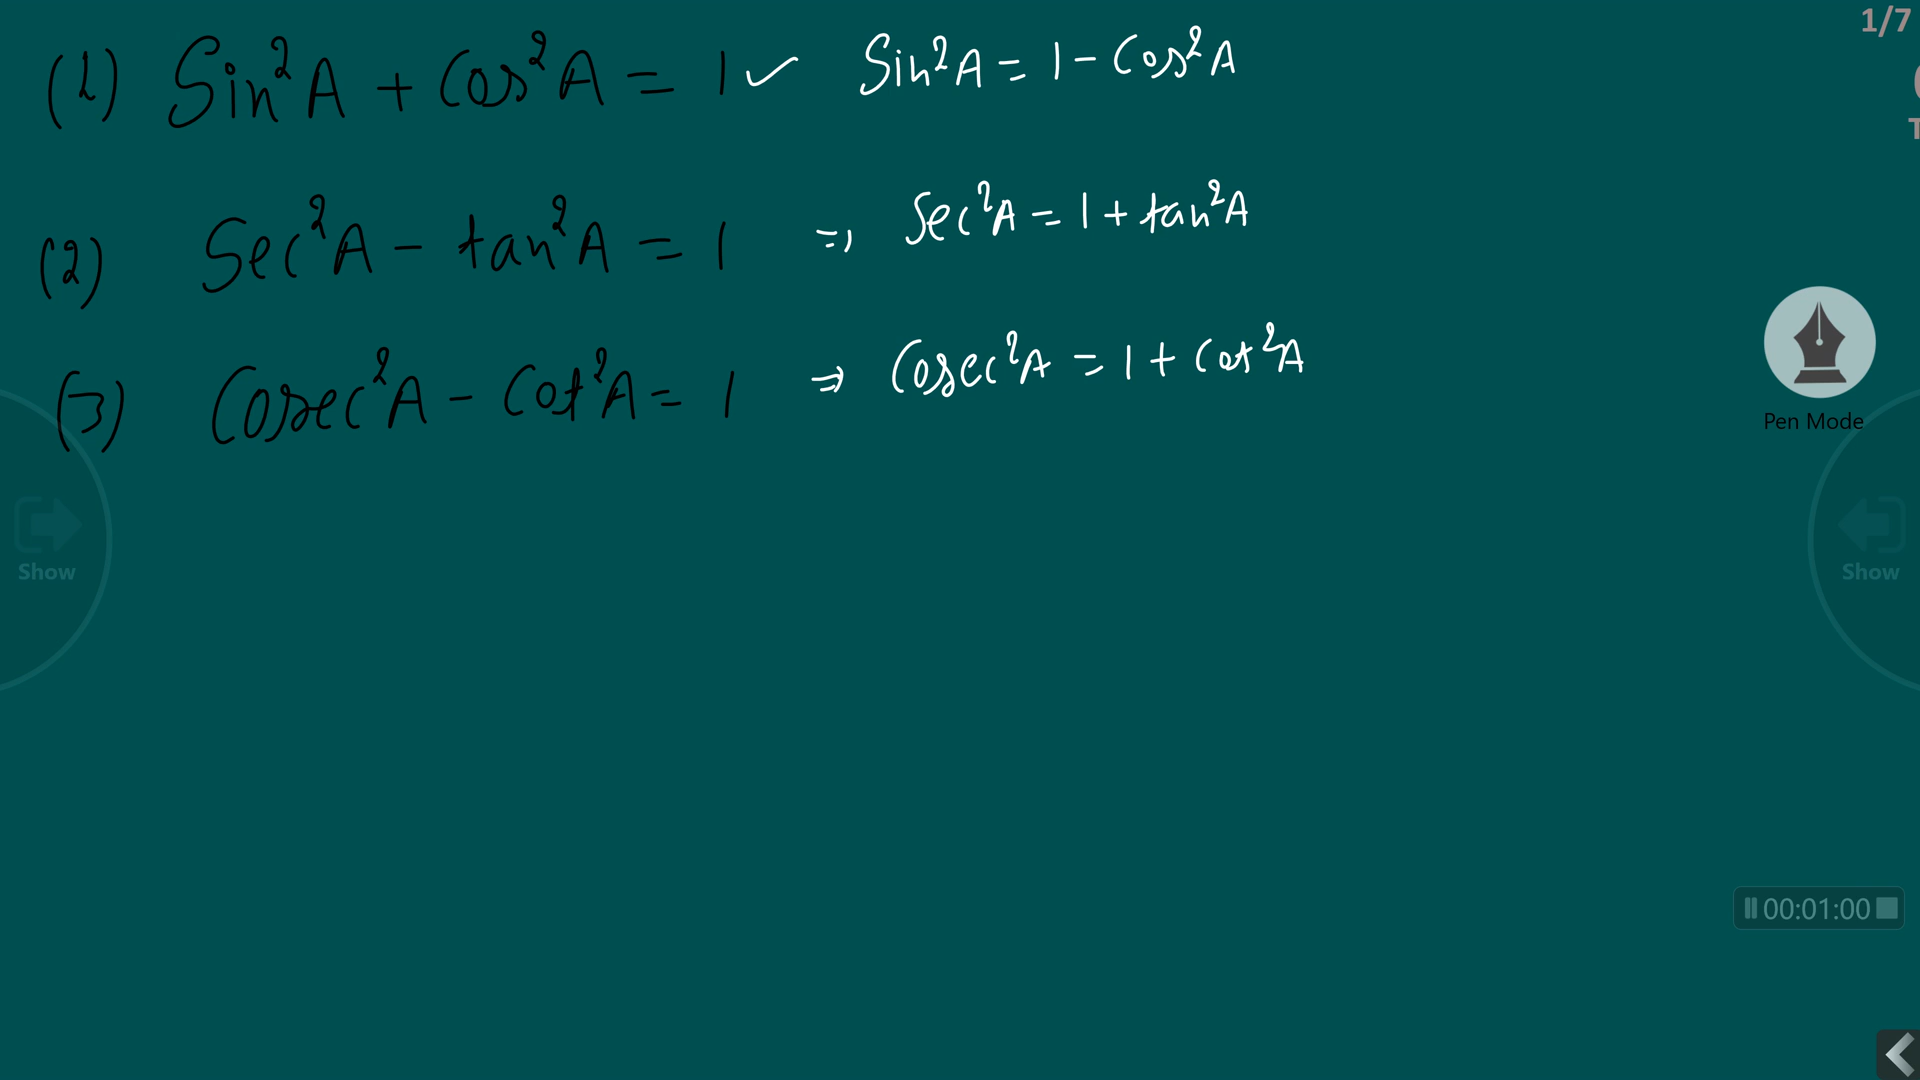 1/7
(1) Sin²A + Cos²A = 1 ✓ Sin²A = 1 - Cos²A
(2) Sec²A - tan²A = 1 ⇒ Sec²A = 1 + tan²A
(3) Cosec²A - Cot²A = 1 ⇒ Cosec²A = 1 + Cot²A
Pen Mode
Show
Show
00:01:00